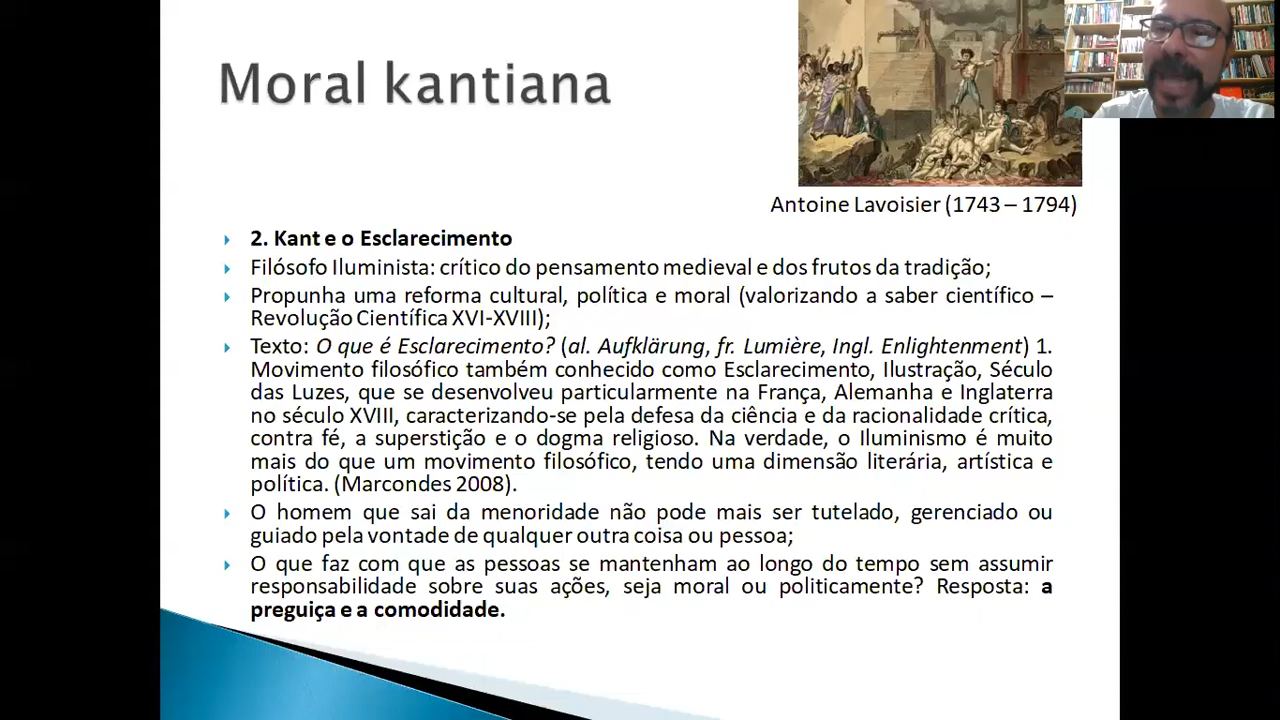 Moral kantiana
Antoine Lavoisier (1743 – 1794)
2. Kant e o Esclarecimento
Filósofo Iluminista: crítico do pensamento medieval e dos frutos da tradição;
Propunha uma reforma cultural, política e moral (valorizando a saber científico –
Revolução Científica XVI-XVIII);
Texto: O que é Esclarecimento? (al. Aufklärung, fr. Lumière, Ingl. Enlightenment) 1.
Movimento filosófico também conhecido como Esclarecimento, Ilustração, Século
das Luzes, que se desenvolveu particularmente na França, Alemanha e Inglaterra
no século XVIII, caracterizando-se pela defesa da ciência e da racionalidade crítica,
contra fé, a superstição e o dogma religioso. Na verdade, o Iluminismo é muito
mais do que um movimento filosófico, tendo uma dimensão literária, artística e
política. (Marcondes 2008).
O homem que sai da menoridade não pode mais ser tutelado, gerenciado ou
guiado pela vontade de qualquer outra coisa ou pessoa;
O que faz com que as pessoas se mantenham ao longo do tempo sem assumir
responsabilidade sobre suas ações, seja moral ou politicamente? Resposta: a
preguiça e a comodidade.